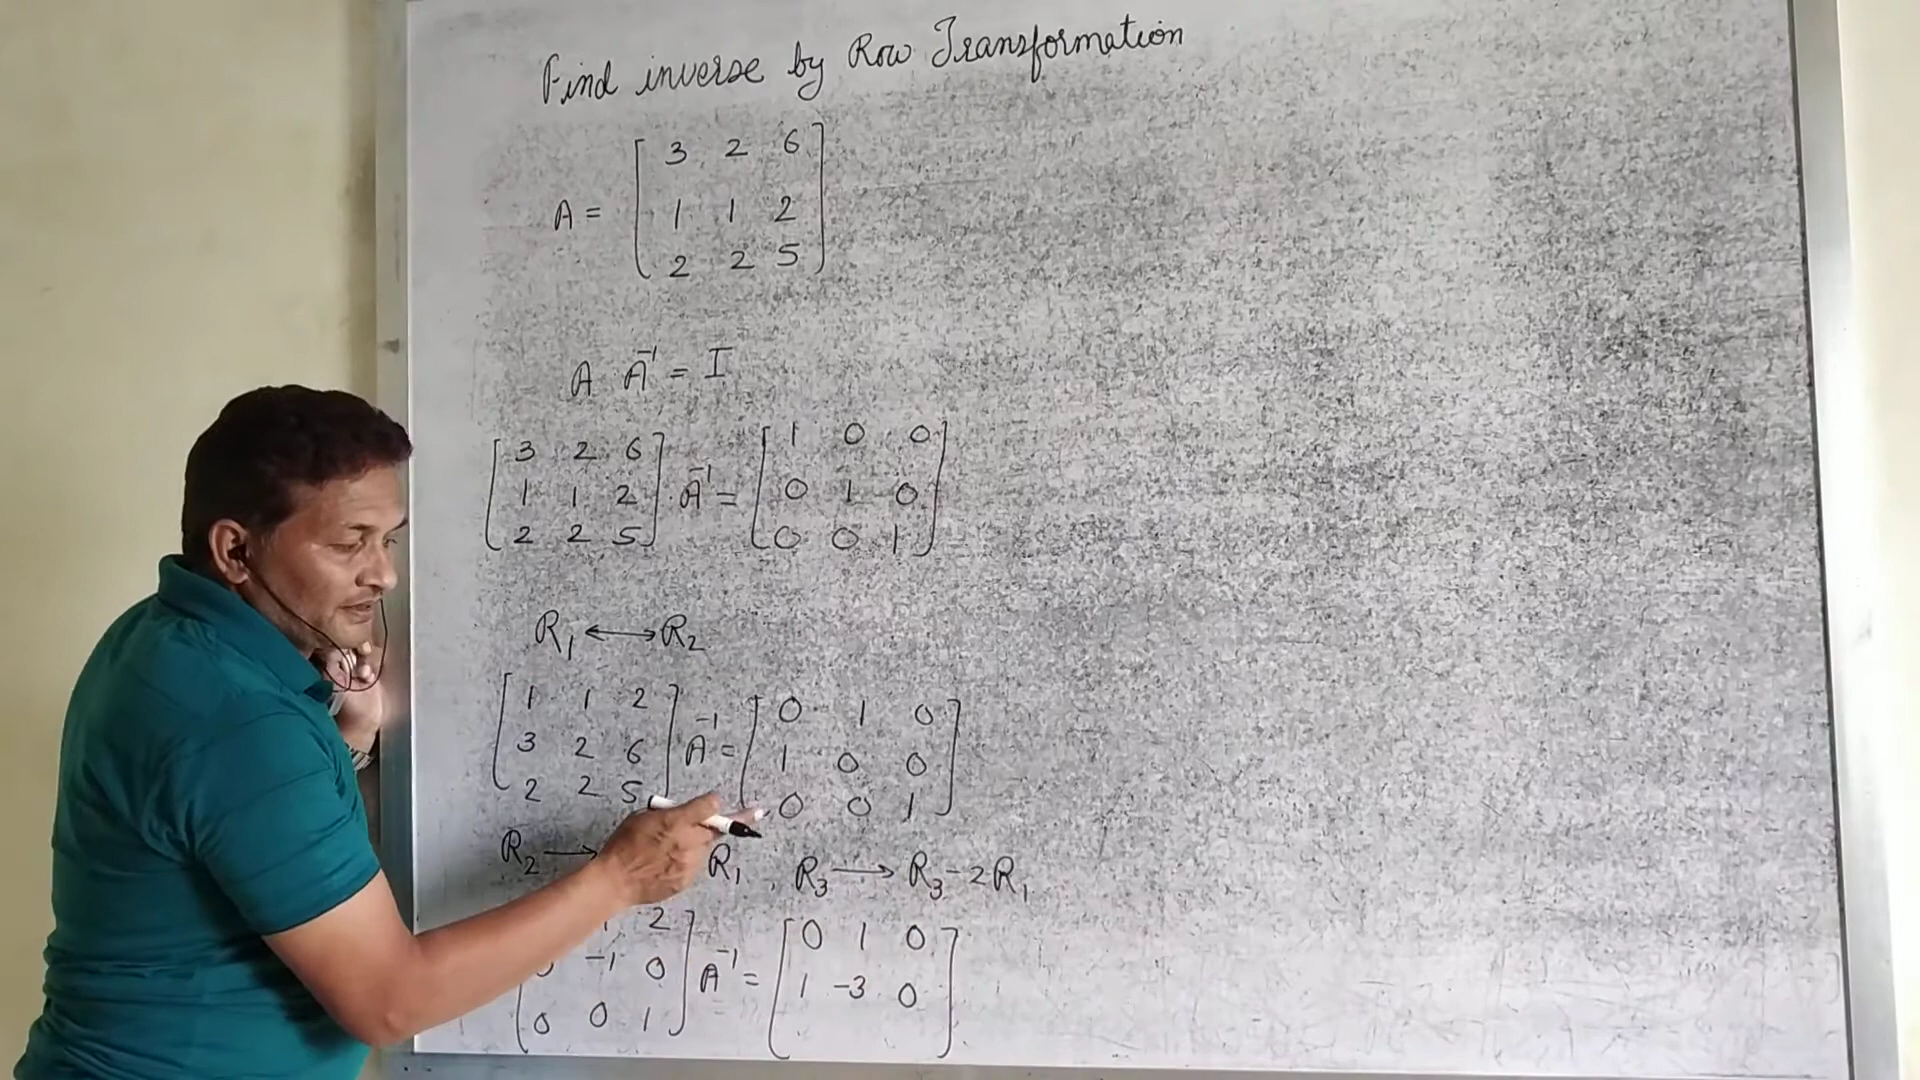 Find inverse by Row Transformation
3 2 6
A = 1 1 2
2 2 5
A A⁻¹ = I
3 2 6 1 0 0
1 1 2 A⁻¹ = 0 1 0
2 2 5 0 0 1
R₁ ↔ R₂
1 1 2 0 1 0
3 2 6 A⁻¹ = 1 0 0
2 2 5 0 0 1
R₂ → R₁, R₃ → R₃ - 2R₁
2 0 1 0
-1 0 A⁻¹ = 1 -3 0
0 0 1